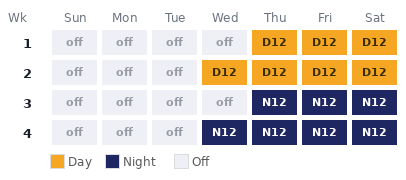 Wk Sun Mon Tue Wed Thu Fri Sat
1 off off off off D12 D12 D12
2 off off off D12 D12 D12 D12
3 off off off off N12 N12 N12
4 off off off N12 N12 N12 N12
Day Night Off